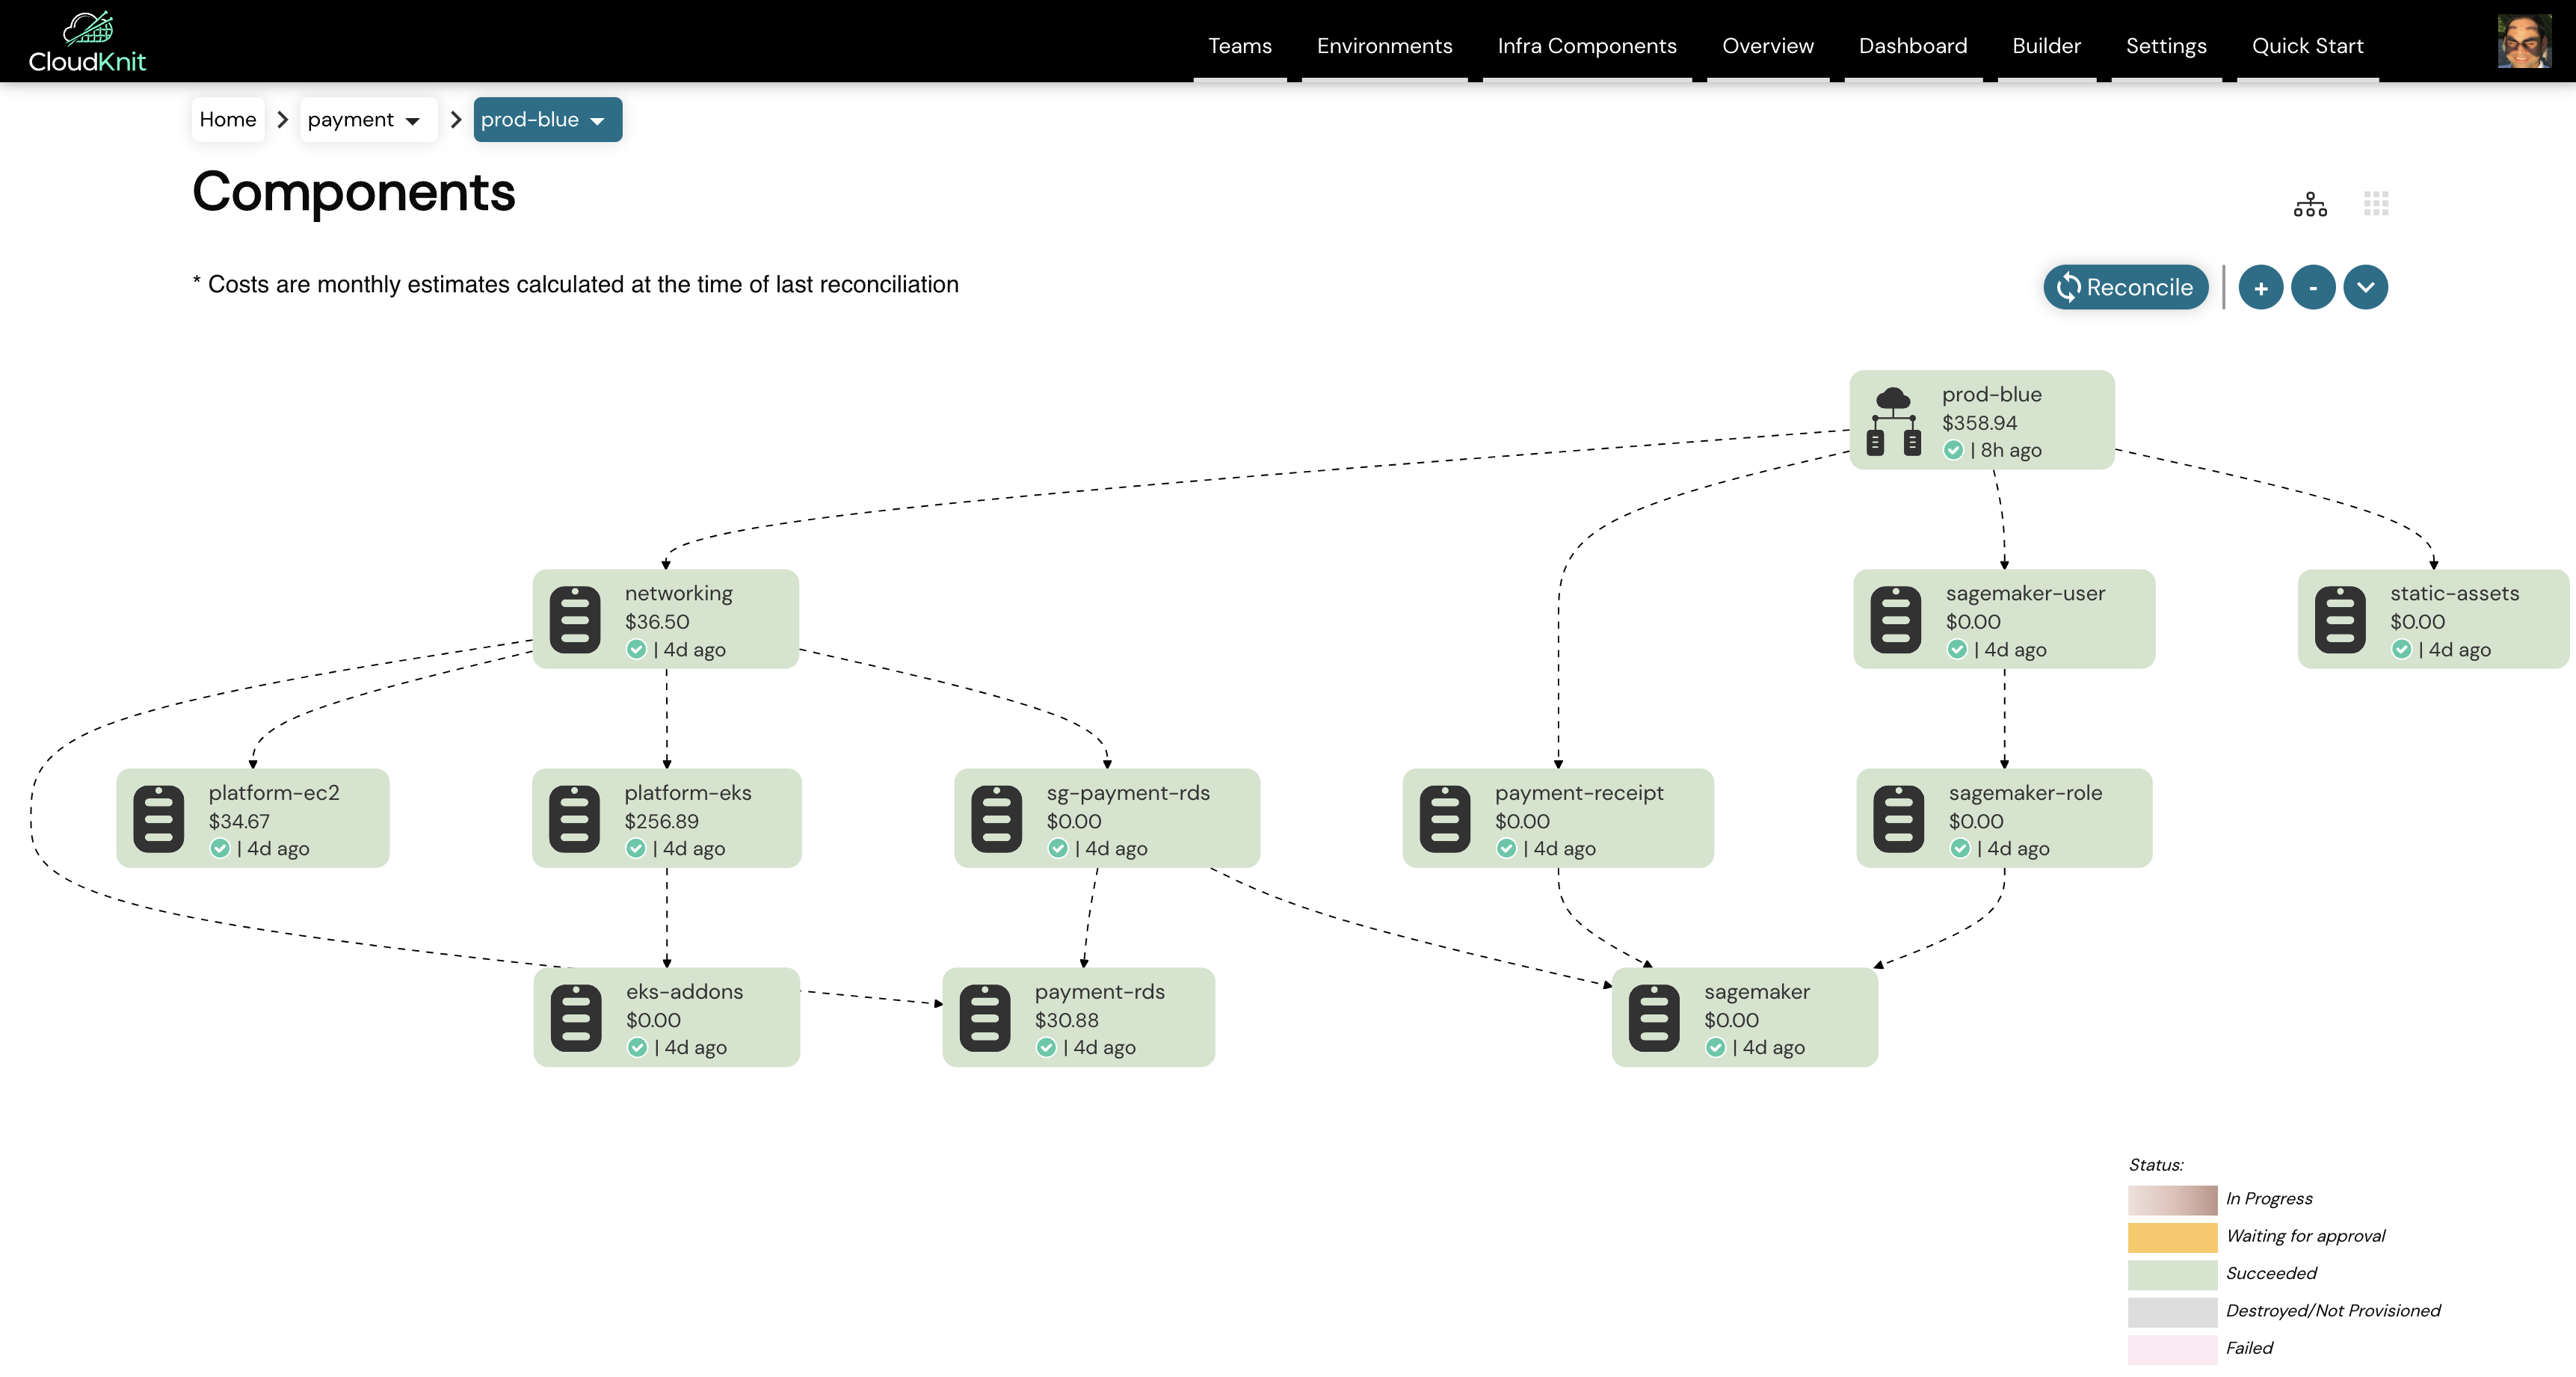 CloudKnit
Teams Environments Infra Components Overview Dashboard Builder Settings Quick Start
Home payment prod-blue
Components
* Costs are monthly estimates calculated at the time of last reconciliation
Reconcile + -
prod-blue
$358.94
| 8h ago
networking
$36.50
| 4d ago
sagemaker-user
$0.00
| 4d ago
static-assets
$0.00
| 4d ago
platform-ec2
$34.67
| 4d ago
platform-eks
$256.89
| 4d ago
sg-payment-rds
$0.00
| 4d ago
payment-receipt
$0.00
| 4d ago
sagemaker-role
$0.00
| 4d ago
eks-addons
$0.00
| 4d ago
payment-rds
$30.88
| 4d ago
sagemaker
$0.00
| 4d ago
Status:
In Progress
Waiting for approval
Succeeded
Destroyed/Not Provisioned
Failed